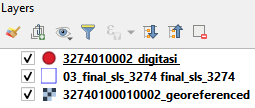 Layers
3274010002_digitasi
03_final_sls_3274 final_sls_3274
32740100010002_georeferenced